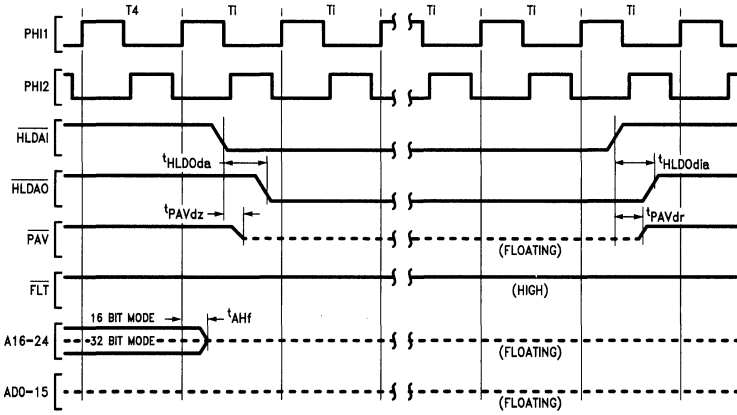 T4 Ti Ti Ti Ti Ti
PHI1
PHI2
HLDAI
tHLDOda tHLDOdia
HLDAO
tPAVdz tPAVdr
PAV
(FLOATING)
FLT
(HIGH)
16 BIT MODE tAHf
A16-24 32 BIT MODE
(FLOATING)
AD0-15
(FLOATING)